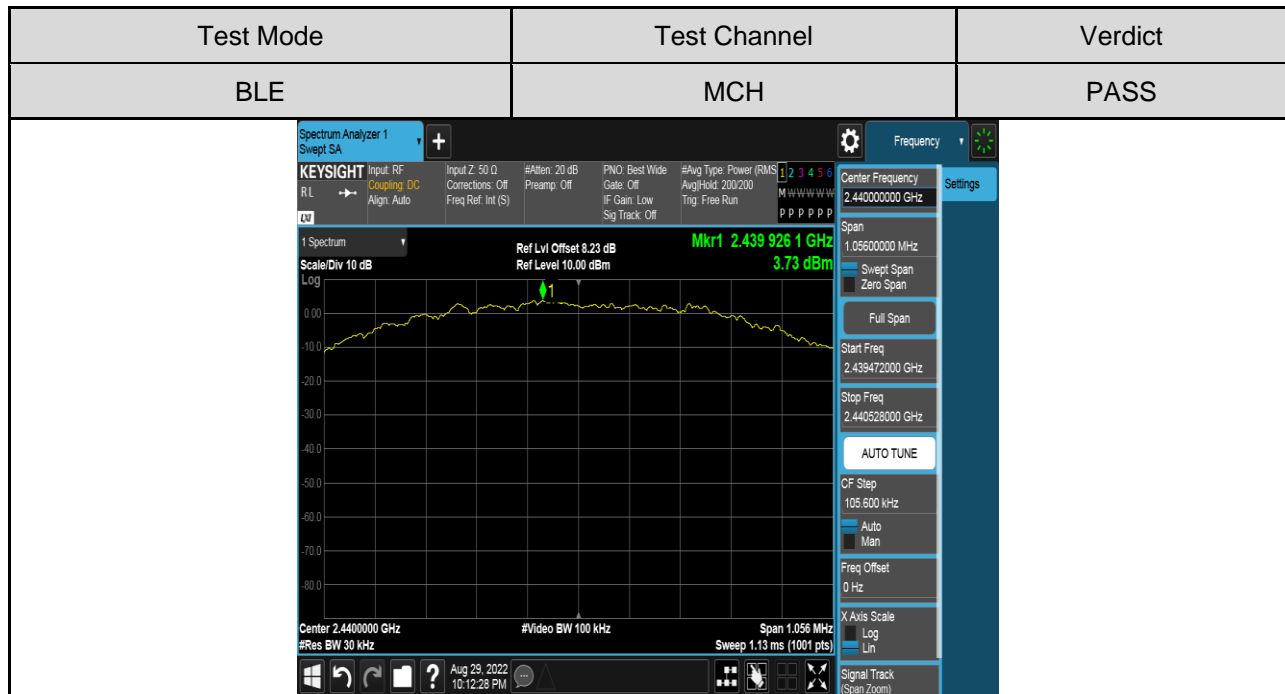 Test Mode Test Channel Verdict
BLE MCH PASS
Spectrum Analyzer 1
Swept SA
+
Frequency
KEYSIGHT
RL
LXI
Input: RF
Coupling: DC
Align: Auto
Input Z: 50 Ω
Corrections: Off
Freq Ref: Int (S)
#Atten: 20 dB
Preamp: Off
PNO: Best Wide
Gate: Off
IF Gain: Low
Sig Track: Off
#Avg Type: Power (RMS
Avg|Hold: 200/200
Trig: Free Run
1 2 3 4 5 6
M W W W W W
P P P P P P
1 Spectrum
Scale/Div 10 dB
Ref Lvl Offset 8.23 dB
Ref Level 10.00 dBm
Mkr1 2.439 926 1 GHz
3.73 dBm
Log
1
0.00
-10.0
-20.0
-30.0
-40.0
-50.0
-60.0
-70.0
-80.0
Center 2.4400000 GHz
#Res BW 30 kHz
#Video BW 100 kHz
Span 1.056 MHz
Sweep 1.13 ms (1001 pts)
?
Aug 29, 2022
10:12:28 PM
Center Frequency
2.440000000 GHz
Settings
Span
1.05600000 MHz
Swept Span
Zero Span
Full Span
Start Freq
2.439472000 GHz
Stop Freq
2.440528000 GHz
AUTO TUNE
CF Step
105.600 kHz
Auto
Man
Freq Offset
0 Hz
X Axis Scale
Log
Lin
Signal Track
(Span Zoom)